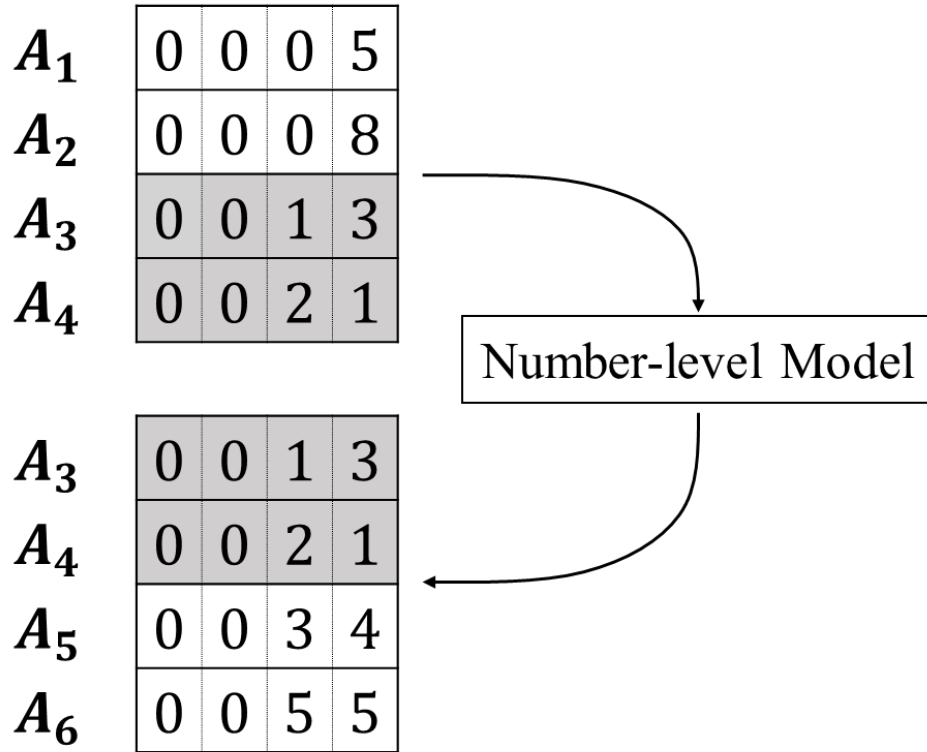 A₁ 0 0 0 5
A₂ 0 0 0 8
A₃ 0 0 1 3
A₄ 0 0 2 1
Number-level Model
A₃ 0 0 1 3
A₄ 0 0 2 1
A₅ 0 0 3 4
A₆ 0 0 5 5